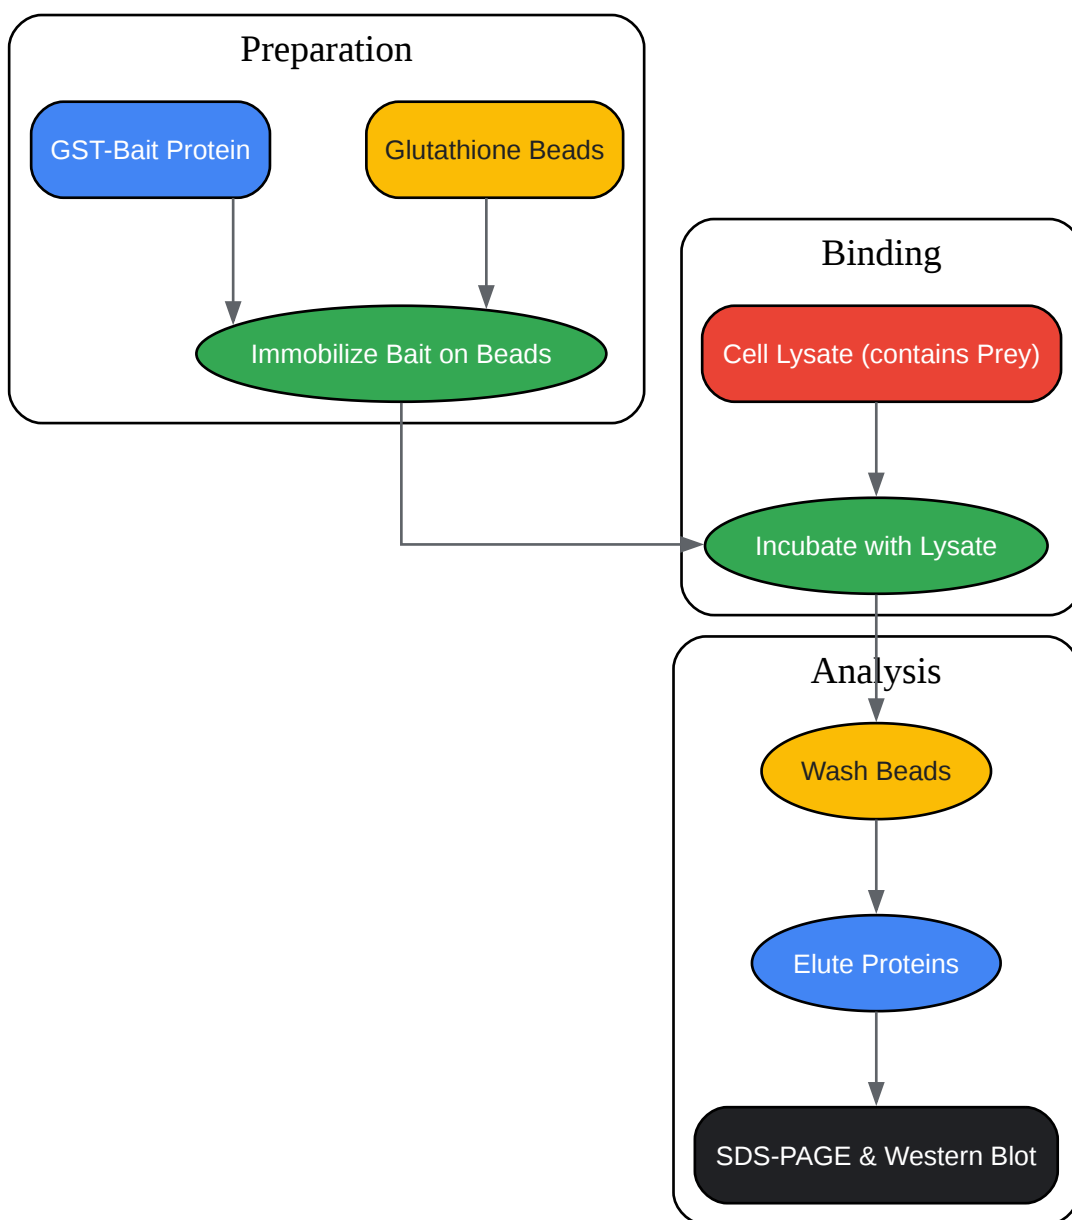 Preparation
GST-Bait Protein
Glutathione Beads
Immobilize Bait on Beads
Binding
Cell Lysate (contains Prey)
Incubate with Lysate
Analysis
Wash Beads
Elute Proteins
SDS-PAGE & Western Blot